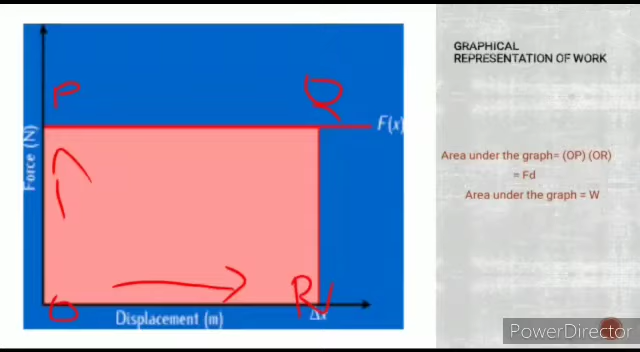 GRAPHICAL
REPRESENTATION OF WORK
P
Q
F(x)
Force (N)
Area under the graph= (OP) (OR)
= Fd
Area under the graph = W
O
R
Displacement (m)
Δx
PowerDirector